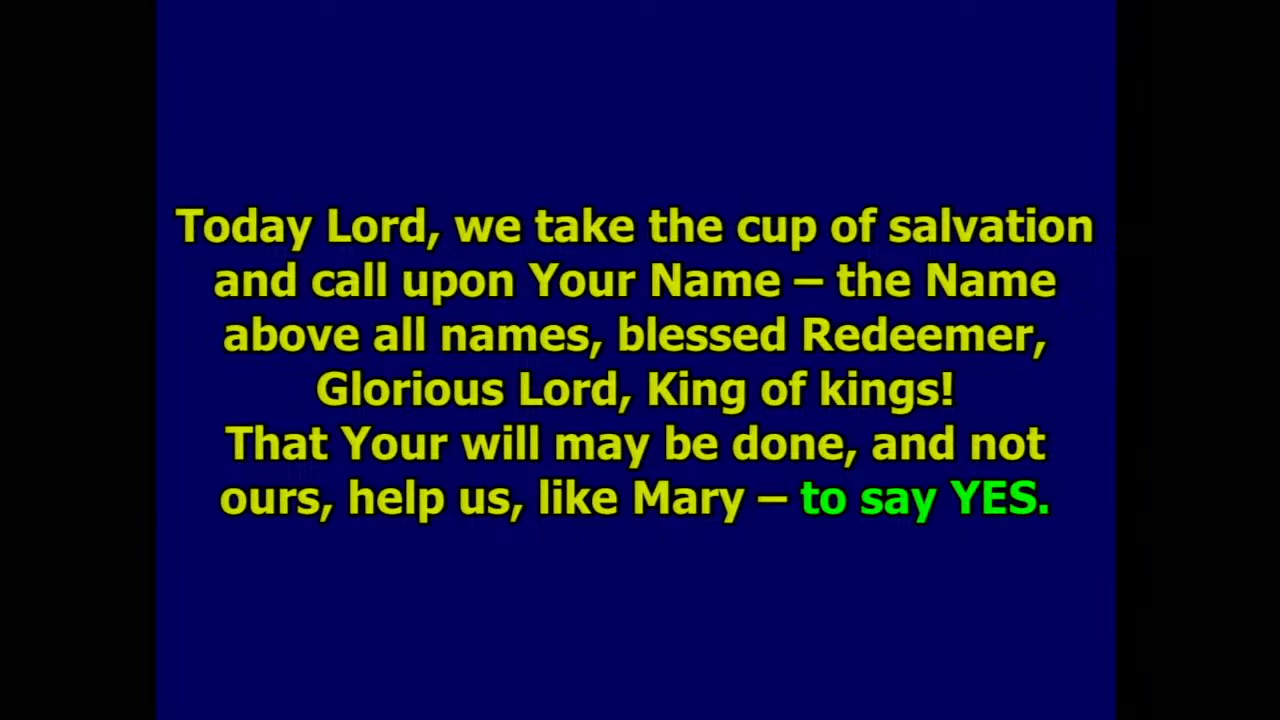 Today Lord, we take the cup of salvation
and call upon Your Name – the Name
above all names, blessed Redeemer,
Glorious Lord, King of kings!
That Your will may be done, and not
ours, help us, like Mary – to say YES.